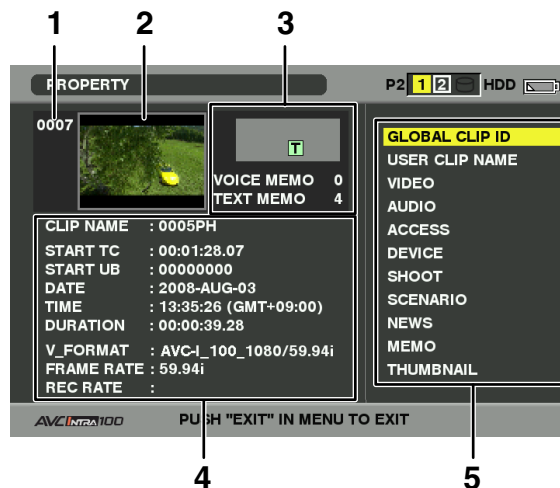 1 2 3
PROPERTY P2 1 2 HDD
0007
T
VOICE MEMO 0
TEXT MEMO 4
CLIP NAME : 0005PH
START TC : 00:01:28.07
START UB : 00000000
DATE : 2008-AUG-03
TIME : 13:35:26 (GMT+09:00)
DURATION : 00:00:39.28
V_FORMAT : AVC-I_100_1080/59.94i
FRAME RATE : 59.94i
REC RATE :
GLOBAL CLIP ID
USER CLIP NAME
VIDEO
AUDIO
ACCESS
DEVICE
SHOOT
SCENARIO
NEWS
MEMO
THUMBNAIL
AVC INTRA 100 PUSH "EXIT" IN MENU TO EXIT
4 5